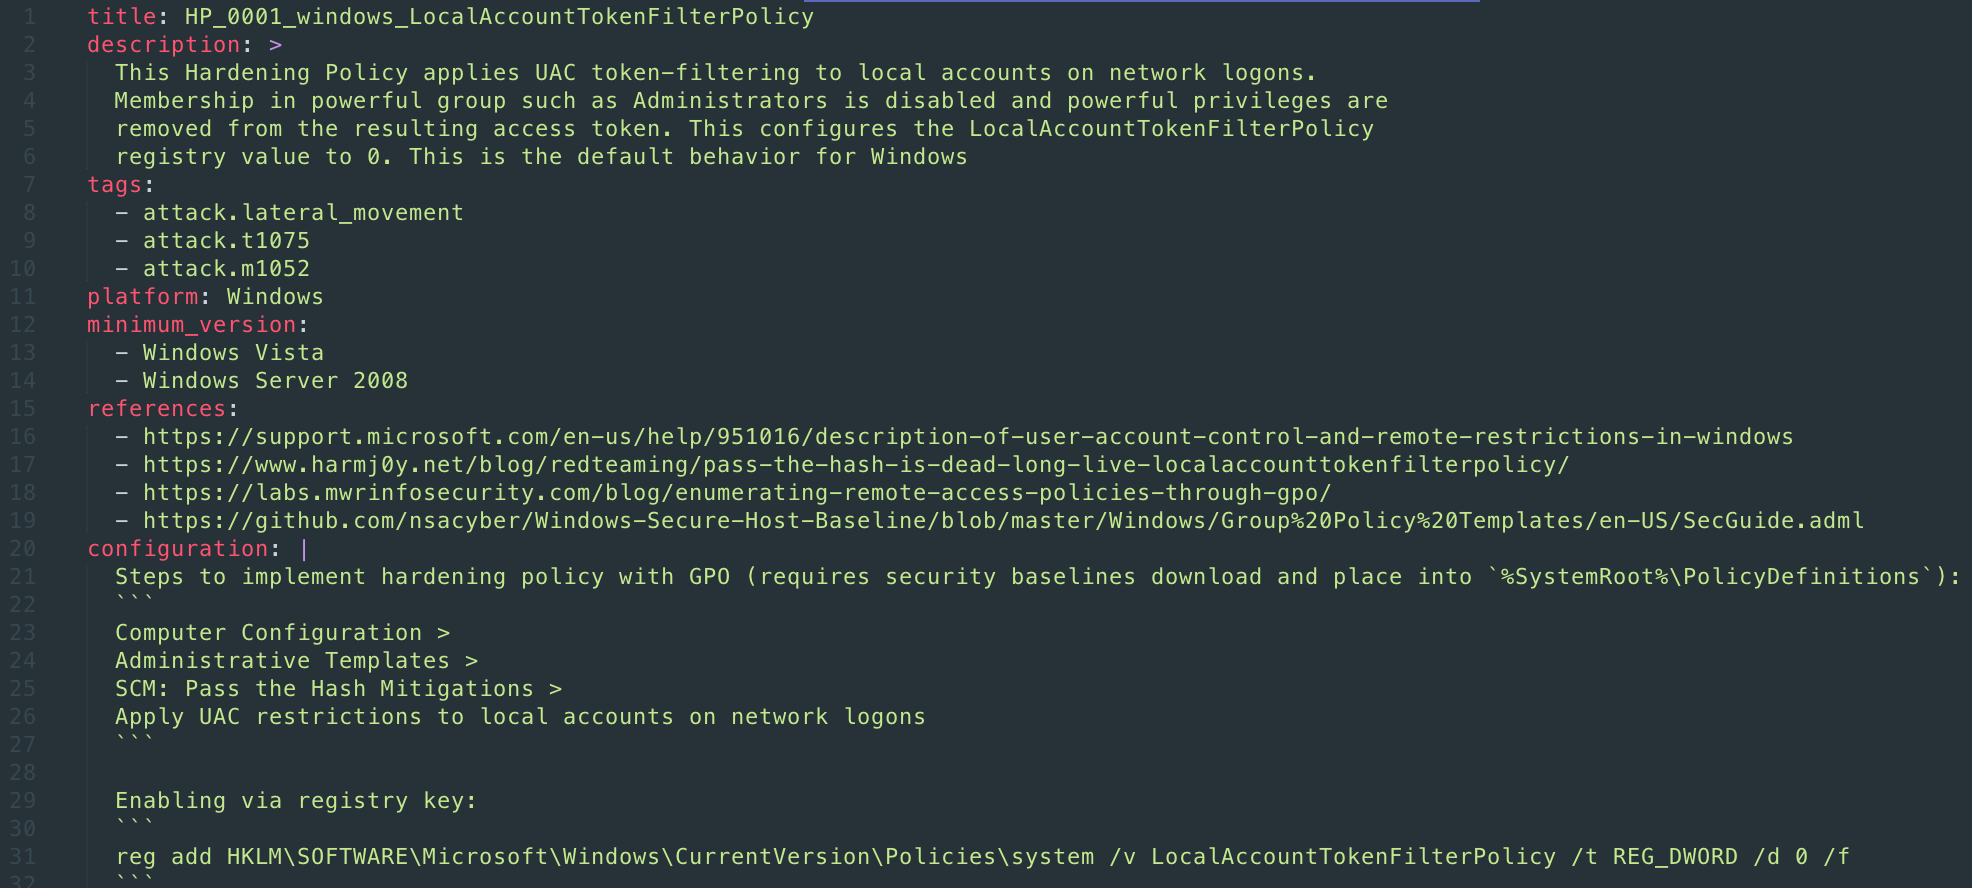 1 title: HP_0001_windows_LocalAccountTokenFilterPolicy
2 description: >
3 This Hardening Policy applies UAC token-filtering to local accounts on network logons.
4 Membership in powerful group such as Administrators is disabled and powerful privileges are
5 removed from the resulting access token. This configures the LocalAccountTokenFilterPolicy
6 registry value to 0. This is the default behavior for Windows
7 tags:
8 - attack.lateral_movement
9 - attack.t1075
10 - attack.m1052
11 platform: Windows
12 minimum_version:
13 - Windows Vista
14 - Windows Server 2008
15 references:
16 - https://support.microsoft.com/en-us/help/951016/description-of-user-account-control-and-remote-restrictions-in-windows
17 - https://www.harmj0y.net/blog/redteaming/pass-the-hash-is-dead-long-live-localaccounttokenfilterpolicy/
18 - https://labs.mwrinfosecurity.com/blog/enumerating-remote-access-policies-through-gpo/
19 - https://github.com/nsacyber/Windows-Secure-Host-Baseline/blob/master/Windows/Group%20Policy%20Templates/en-US/SecGuide.adml
20 configuration: |
21 Steps to implement hardening policy with GPO (requires security baselines download and place into `%SystemRoot%\PolicyDefinitions`):
22 ```
23 Computer Configuration >
24 Administrative Templates >
25 SCM: Pass the Hash Mitigations >
26 Apply UAC restrictions to local accounts on network logons
27 ```
28
29 Enabling via registry key:
30 ```
31 reg add HKLM\SOFTWARE\Microsoft\Windows\CurrentVersion\Policies\system /v LocalAccountTokenFilterPolicy /t REG_DWORD /d 0 /f
32 ```